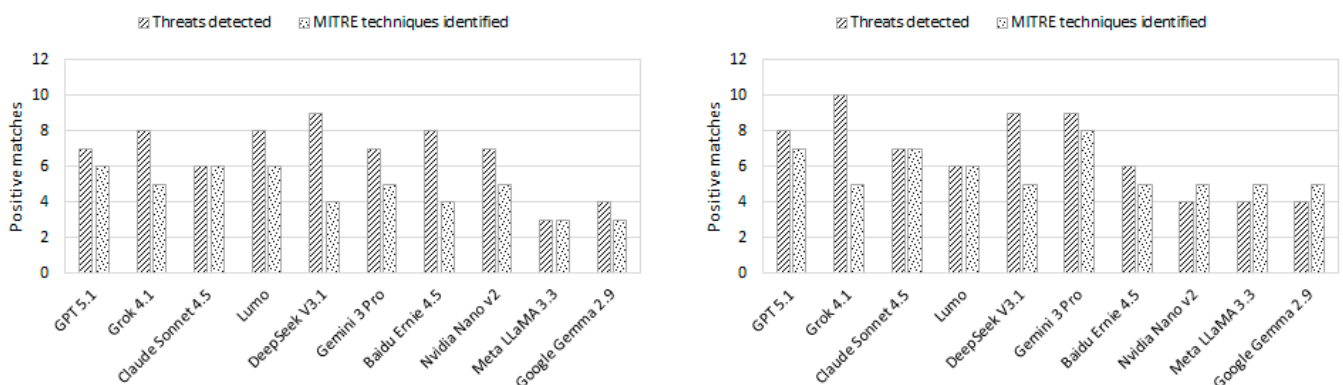 Threats detected MITRE techniques identified
Positive matches
12
10
8
6
4
2
0
GPT 5.1
Grok 4.1
Claude Sonnet 4.5
Lumo
DeepSeek V3.1
Gemini 3 Pro
Baidu Ernie 4.5
Nvidia Nano v2
Meta LLaMA 3.3
Google Gemma 2.9
Threats detected MITRE techniques identified
Positive matches
12
10
8
6
4
2
0
GPT 5.1
Grok 4.1
Claude Sonnet 4.5
Lumo
DeepSeek V3.1
Gemini 3 Pro
Baidu Ernie 4.5
Nvidia Nano v2
Meta LLaMA 3.3
Google Gemma 2.9